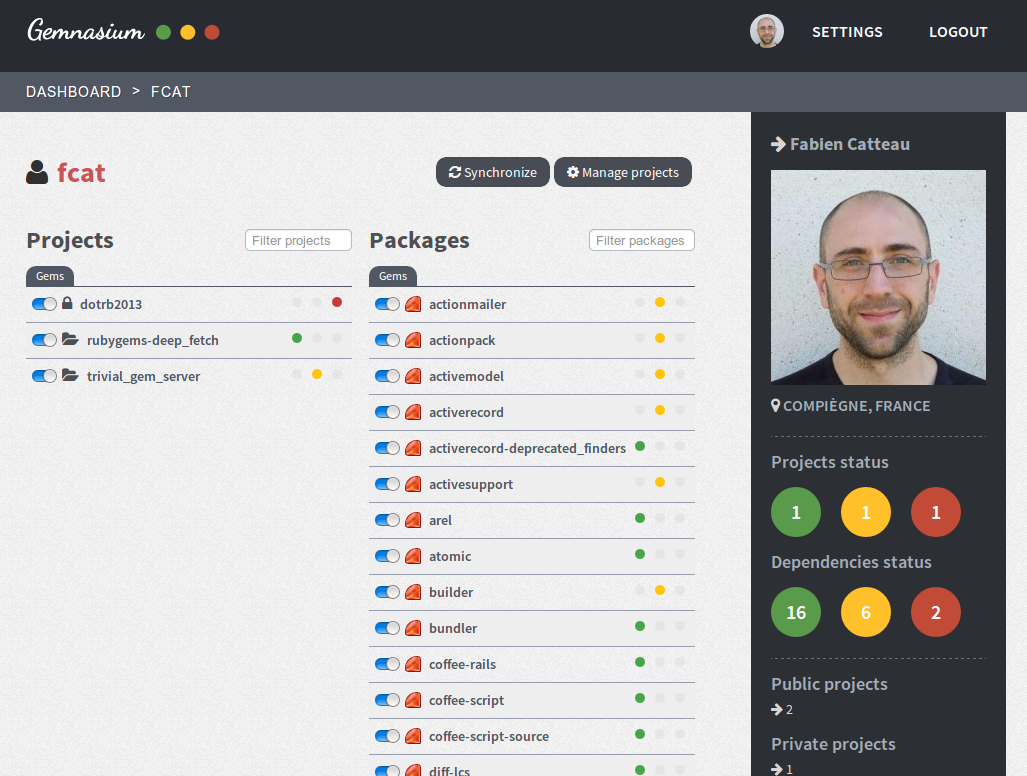 Gemnasium
SETTINGS
LOGOUT
DASHBOARD > FCAT
fcat
Synchronize
Manage projects
Projects
Filter projects
Gems
dotrb2013
rubygems-deep_fetch
trivial_gem_server
Packages
Filter packages
Gems
actionmailer
actionpack
activemodel
activerecord
activerecord-deprecated_finders
activesupport
arel
atomic
builder
bundler
coffee-rails
coffee-script
coffee-script-source
diff-lcs
Fabien Catteau
COMPIÈGNE, FRANCE
Projects status
1 1 1
Dependencies status
16 6 2
Public projects
2
Private projects
1